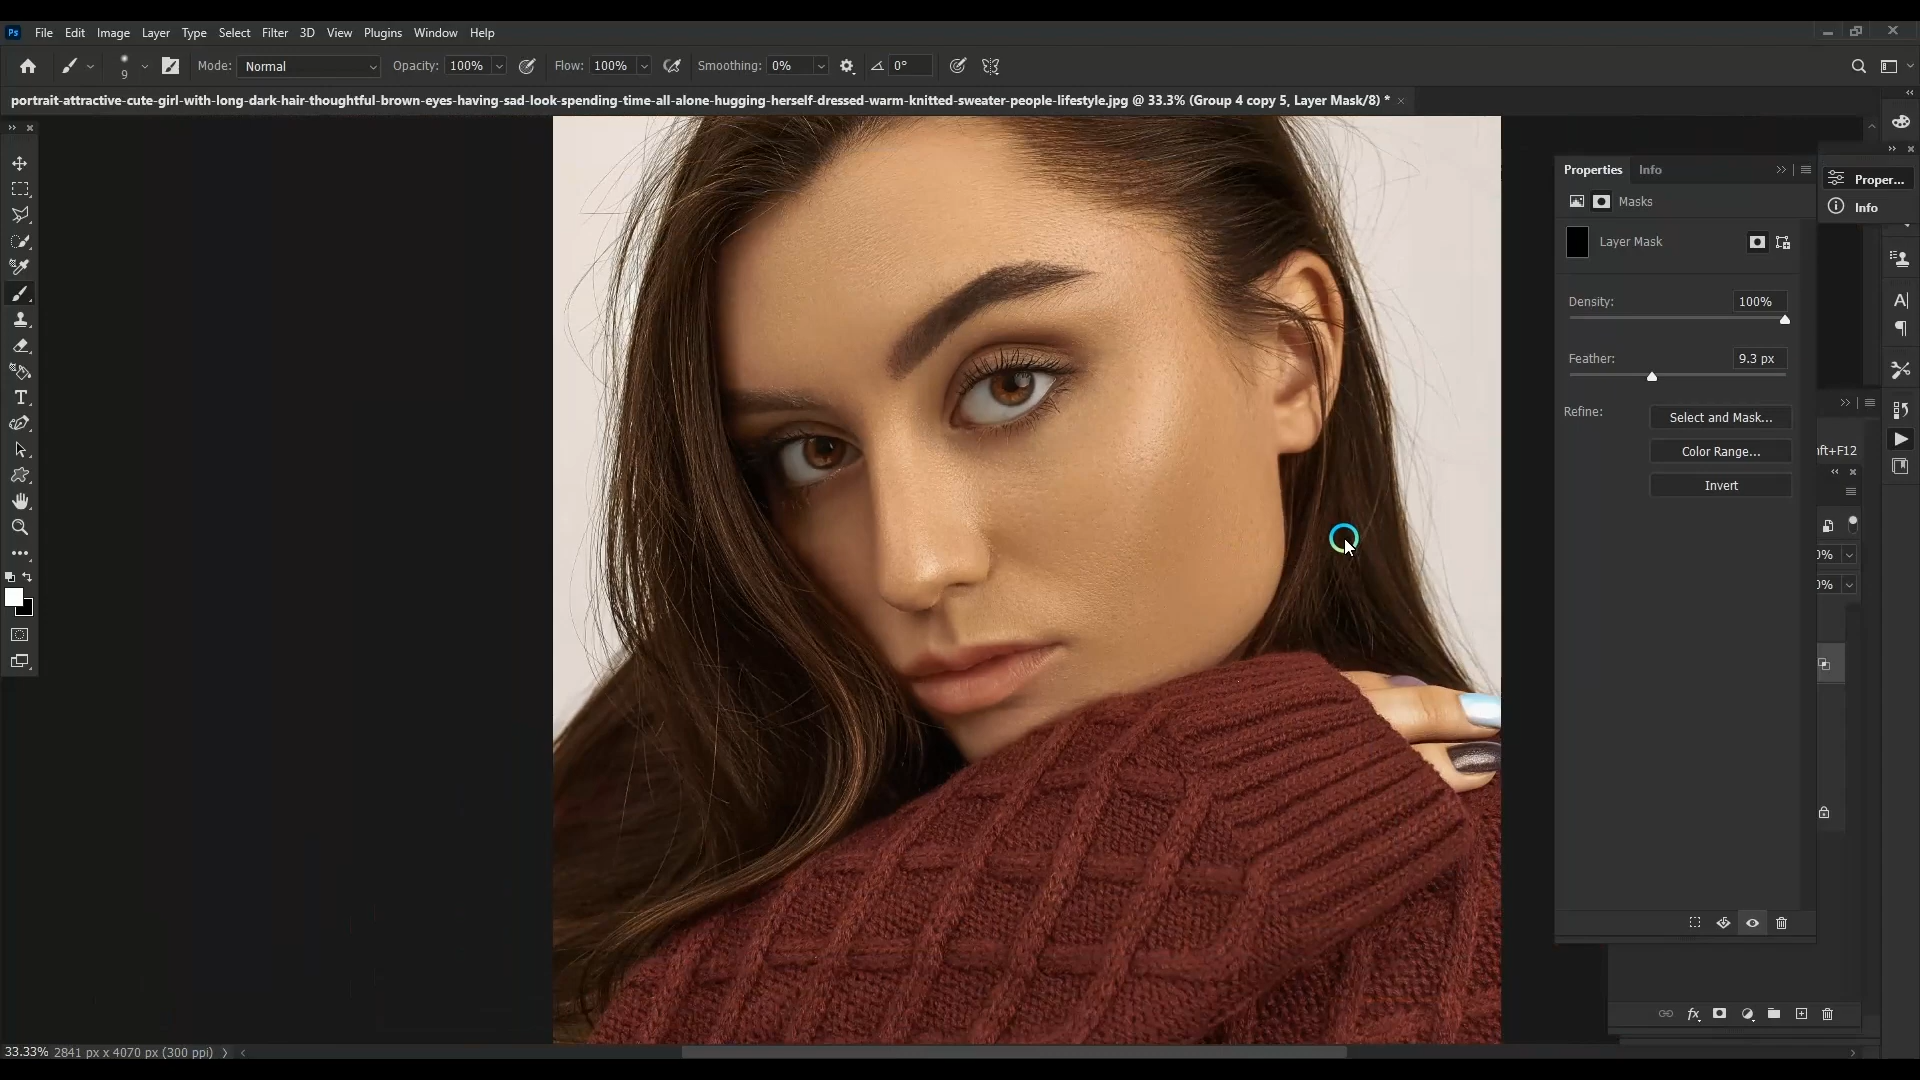 Ps File Edit Image Layer Type Select Filter 3D View Plugins Window Help
9 Mode: Normal Opacity: 100% Flow: 100% Smoothing: 0% 0°
portrait-attractive-cute-girl-with-long-dark-hair-thoughtful-brown-eyes-having-sad-look-spending-time-all-alone-hugging-herself-dressed-warm-knitted-sweater-people-lifestyle.jpg @ 33.3% (Group 4 copy 5, Layer Mask/8) *
Properties Info
Proper...
Masks
Info
Layer Mask
Density: 100%
Feather: 9.3 px
Refine: Select and Mask...
Color Range...
Invert
ift+F12
0%
0%
fx
33.33% 2841 px x 4070 px (300 ppi)